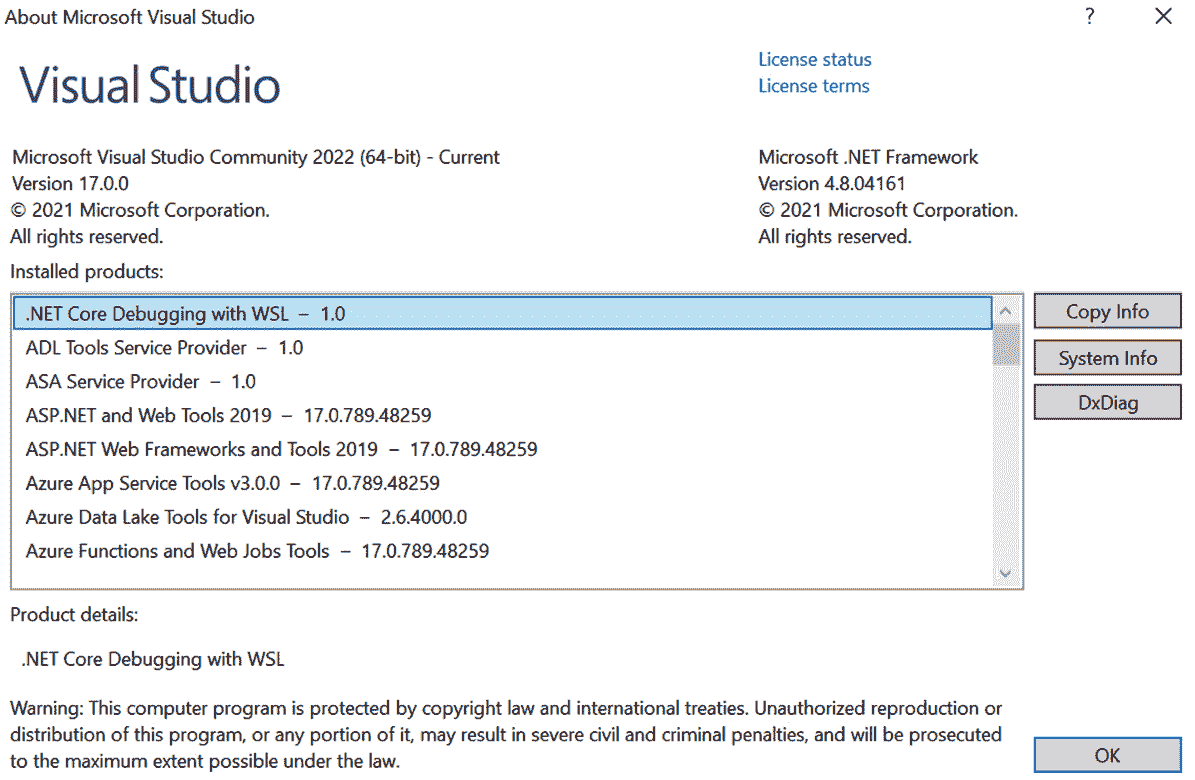 About Microsoft Visual Studio
?
Visual Studio
License status
License terms
Microsoft Visual Studio Community 2022 (64-bit) - Current
Version 17.0.0
© 2021 Microsoft Corporation.
All rights reserved.
Microsoft .NET Framework
Version 4.8.04161
© 2021 Microsoft Corporation.
All rights reserved.
Installed products:
.NET Core Debugging with WSL – 1.0
ADL Tools Service Provider – 1.0
ASA Service Provider – 1.0
ASP.NET and Web Tools 2019 – 17.0.789.48259
ASP.NET Web Frameworks and Tools 2019 – 17.0.789.48259
Azure App Service Tools v3.0.0 – 17.0.789.48259
Azure Data Lake Tools for Visual Studio – 2.6.4000.0
Azure Functions and Web Jobs Tools – 17.0.789.48259
Copy Info
System Info
DxDiag
Product details:
.NET Core Debugging with WSL
Warning: This computer program is protected by copyright law and international treaties. Unauthorized reproduction or
distribution of this program, or any portion of it, may result in severe civil and criminal penalties, and will be prosecuted
to the maximum extent possible under the law.
OK